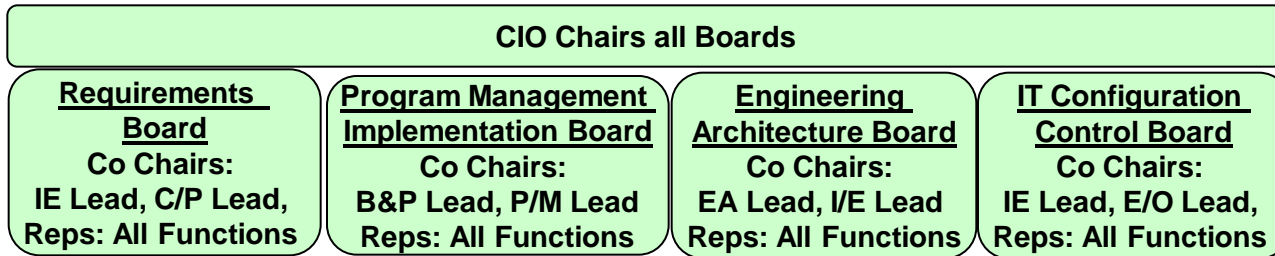 CIO Chairs all Boards
Requirements
Board
Co Chairs:
IE Lead, C/P Lead,
Reps: All Functions
Program Management
Implementation Board
Co Chairs:
B&P Lead, P/M Lead
Reps: All Functions
Engineering
Architecture Board
Co Chairs:
EA Lead, I/E Lead
Reps: All Functions
IT Configuration
Control Board
Co Chairs:
IE Lead, E/O Lead,
Reps: All Functions